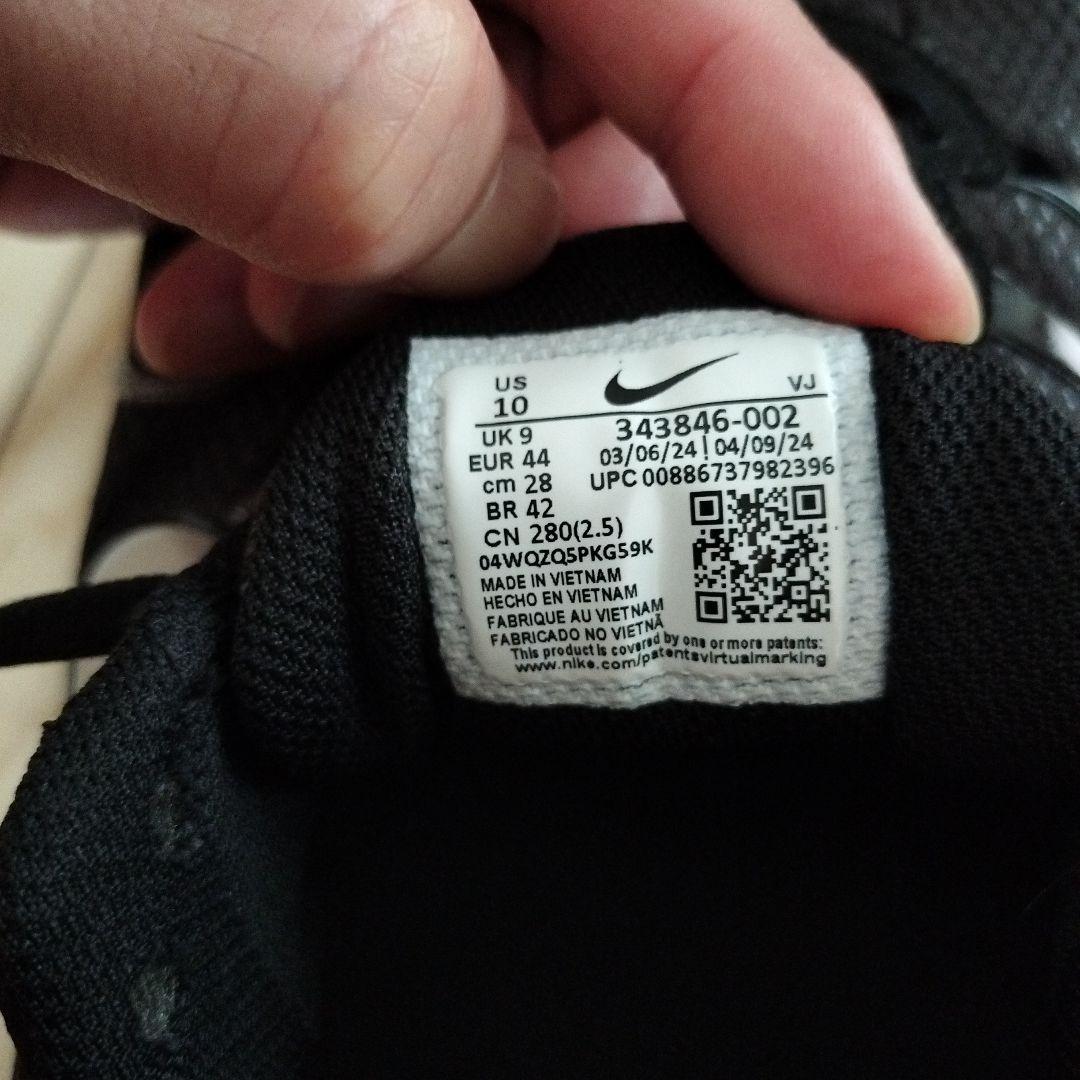 US
10
VJ
UK 9
343846-002
EUR 44
03/06/24 | 04/09/24
cm 28
UPC 00886737982396
BR 42
CN 280(2.5)
04WQZQ5PKG59K
MADE IN VIETNAM
HECHO EN VIETNAM
FABRIQUE AU VIETNAM
FABRICADO NO VIETNÃ
This product is covered by one or more patents:
www.nike.com/patentsvirtualmarking